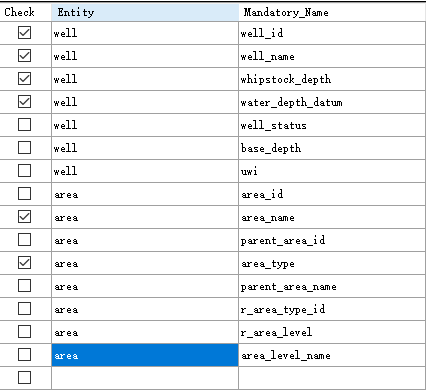 Check Entity Mandatory_Name
well well_id
well well_name
well whipstock_depth
well water_depth_datum
well well_status
well base_depth
well uwi
area area_id
area area_name
area parent_area_id
area area_type
area parent_area_name
area r_area_type_id
area r_area_level
area area_level_name